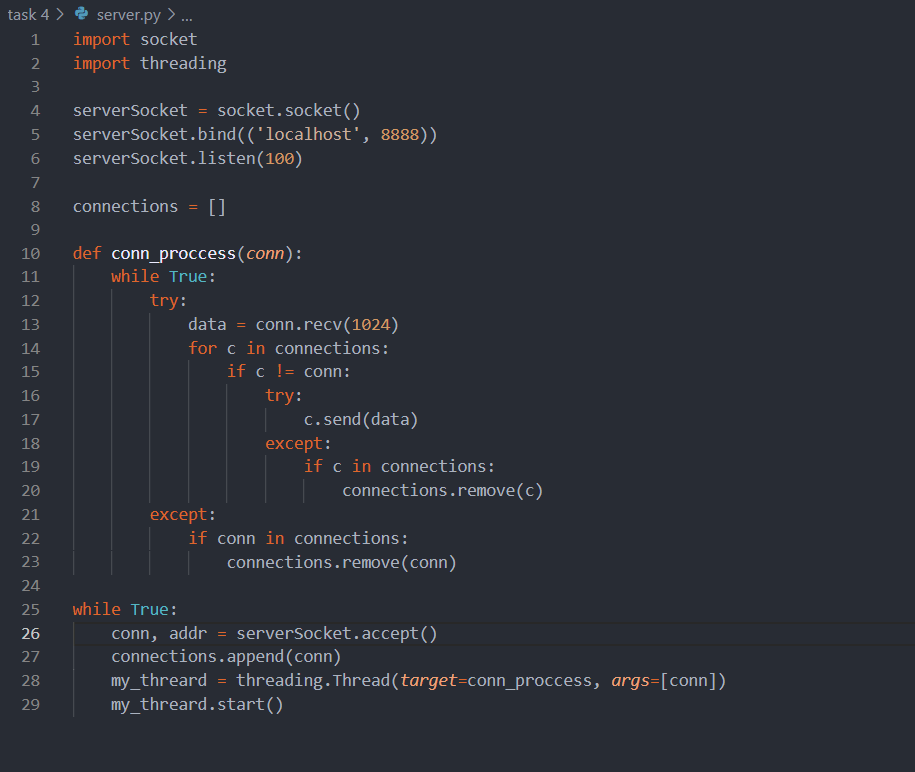 task 4 > server.py > ...
1 import socket
2 import threading
3
4 serverSocket = socket.socket()
5 serverSocket.bind(('localhost', 8888))
6 serverSocket.listen(100)
7
8 connections = []
9
10 def conn_proccess(conn):
11     while True:
12         try:
13             data = conn.recv(1024)
14             for c in connections:
15                 if c != conn:
16                     try:
17                         c.send(data)
18                     except:
19                         if c in connections:
20                             connections.remove(c)
21         except:
22             if conn in connections:
23                 connections.remove(conn)
24
25 while True:
26     conn, addr = serverSocket.accept()
27     connections.append(conn)
28     my_threard = threading.Thread(target=conn_proccess, args=[conn])
29     my_threard.start()